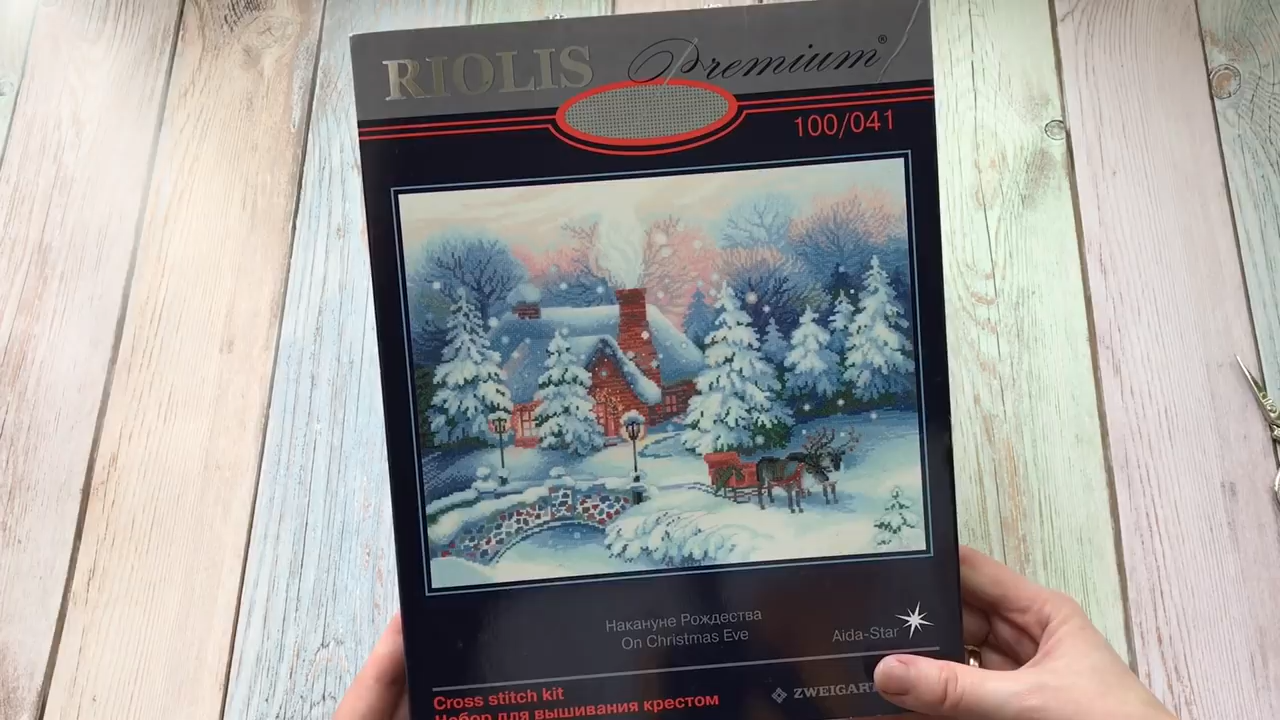 RIOLIS Premium®
100/041
Накануне Рождества
On Christmas Eve
Aida-Star
Cross stitch kit
Набор для вышивания крестом